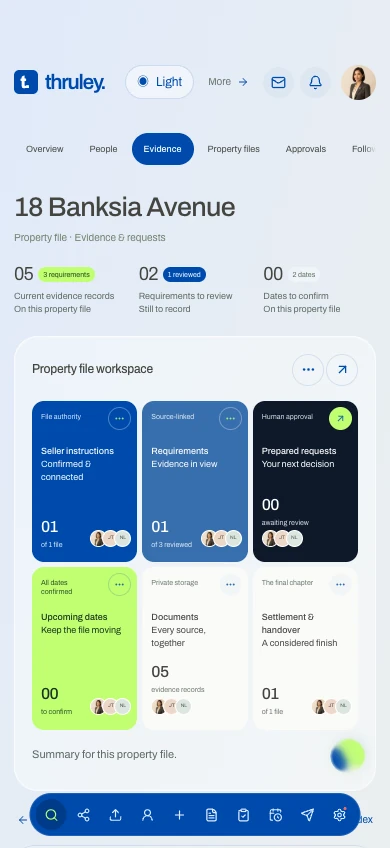 thruley.
Light
More
Overview People Evidence Property files Approvals Follow
18 Banksia Avenue
Property file · Evidence & requests
05 3 requirements
Current evidence records
On this property file
02 1 reviewed
Requirements to review
Still to record
00 2 dates
Dates to confirm
On this property file
Property file workspace
File authority
Seller instructions
Confirmed &
connected
01
of 1 file
JT NL
Source-linked
Requirements
Evidence in view
01
of 3 reviewed
JT NL
Human approval
Prepared requests
Your next decision
00
awaiting review
JT NL
All dates
confirmed
Upcoming dates
Keep the file moving
00
to confirm
JT NL
Private storage
Documents
Every source,
together
05
evidence records
JT NL
The final chapter
Settlement &
handover
A considered finish
01
of 1 file
JT NL
Summary for this property file.
dex